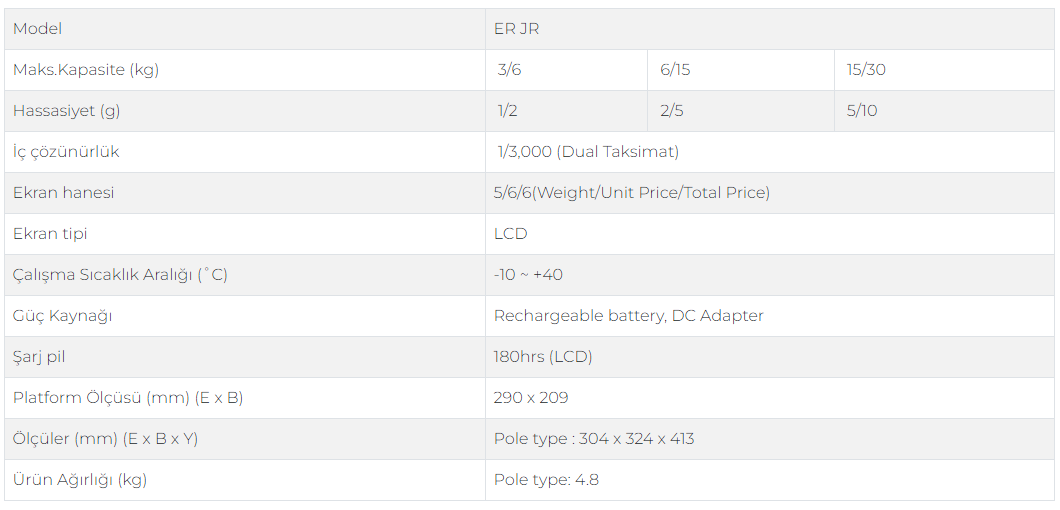 Model ER JR
Maks.Kapasite (kg) 3/6 6/15 15/30
Hassasiyet (g) 1/2 2/5 5/10
İç çözünürlük 1/3,000 (Dual Taksimat)
Ekran hanesi 5/6/6(Weight/Unit Price/Total Price)
Ekran tipi LCD
Çalışma Sıcaklık Aralığı (˚C) -10 ~ +40
Güç Kaynağı Rechargeable battery, DC Adapter
Şarj pil 180hrs (LCD)
Platform Ölçüsü (mm) (E x B) 290 x 209
Ölçüler (mm) (E x B x Y) Pole type : 304 x 324 x 413
Ürün Ağırlığı (kg) Pole type: 4.8